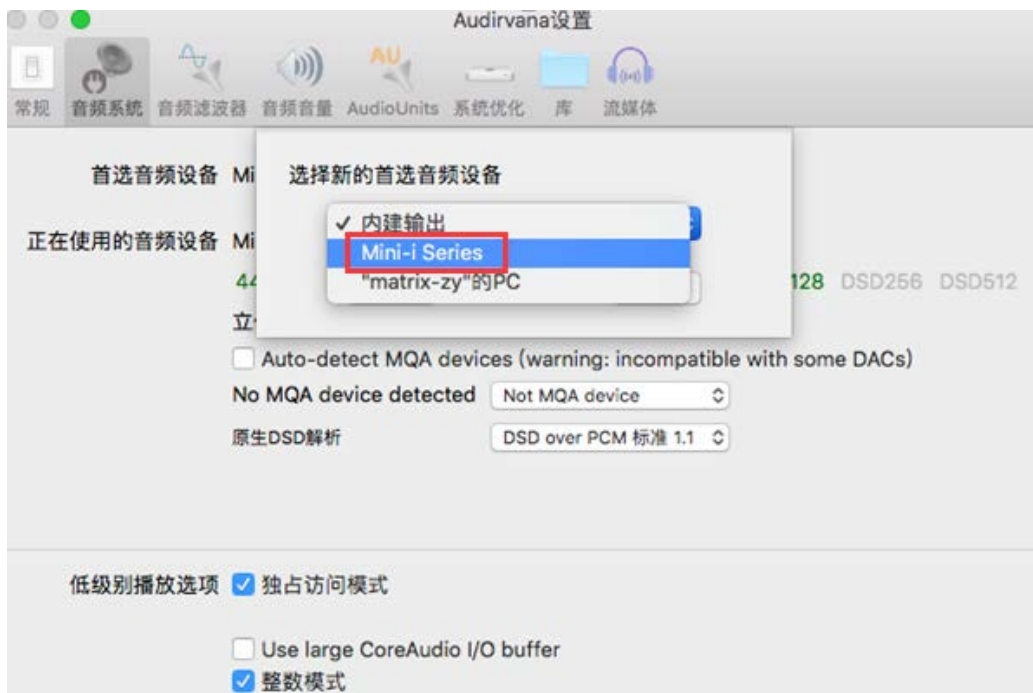 Audirvana设置
AU
常规 音频系统 音频滤波器 音频音量 AudioUnits 系统优化 库 流媒体
首选音频设备 Mi
选择新的首选音频设备
✓ 内建输出
正在使用的音频设备 Mi
Mini-i Series
"matrix-zy"的PC
44 128 DSD256 DSD512
立
Auto-detect MQA devices (warning: incompatible with some DACs)
No MQA device detected Not MQA device
原生DSD解析 DSD over PCM 标准 1.1
低级别播放选项 独占访问模式
Use large CoreAudio I/O buffer
整数模式